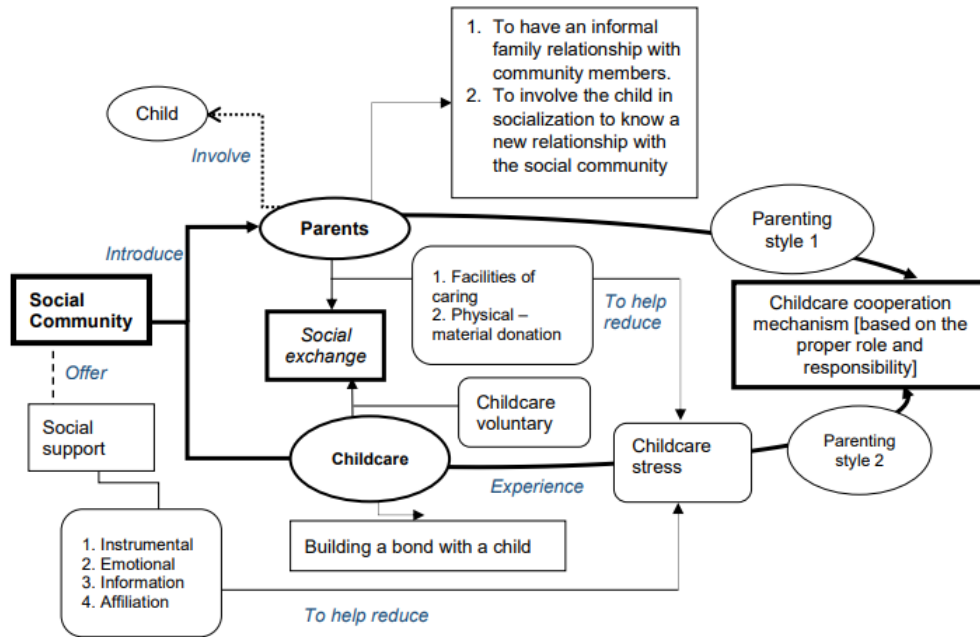 1. To have an informal
family relationship with
community members.
2. To involve the child in
socialization to know a
new relationship with
the social community
Child
Involve
Parents
Parenting
style 1
Introduce
1. Facilities of
caring
2. Physical –
material donation
To help
reduce
Social
Community
Social
exchange
Childcare cooperation
mechanism [based on the
proper role and
responsibility]
Offer
Childcare
voluntary
Social
support
Childcare
Experience
Childcare
stress
Parenting
style 2
Building a bond with a child
1. Instrumental
2. Emotional
3. Information
4. Affiliation
To help reduce